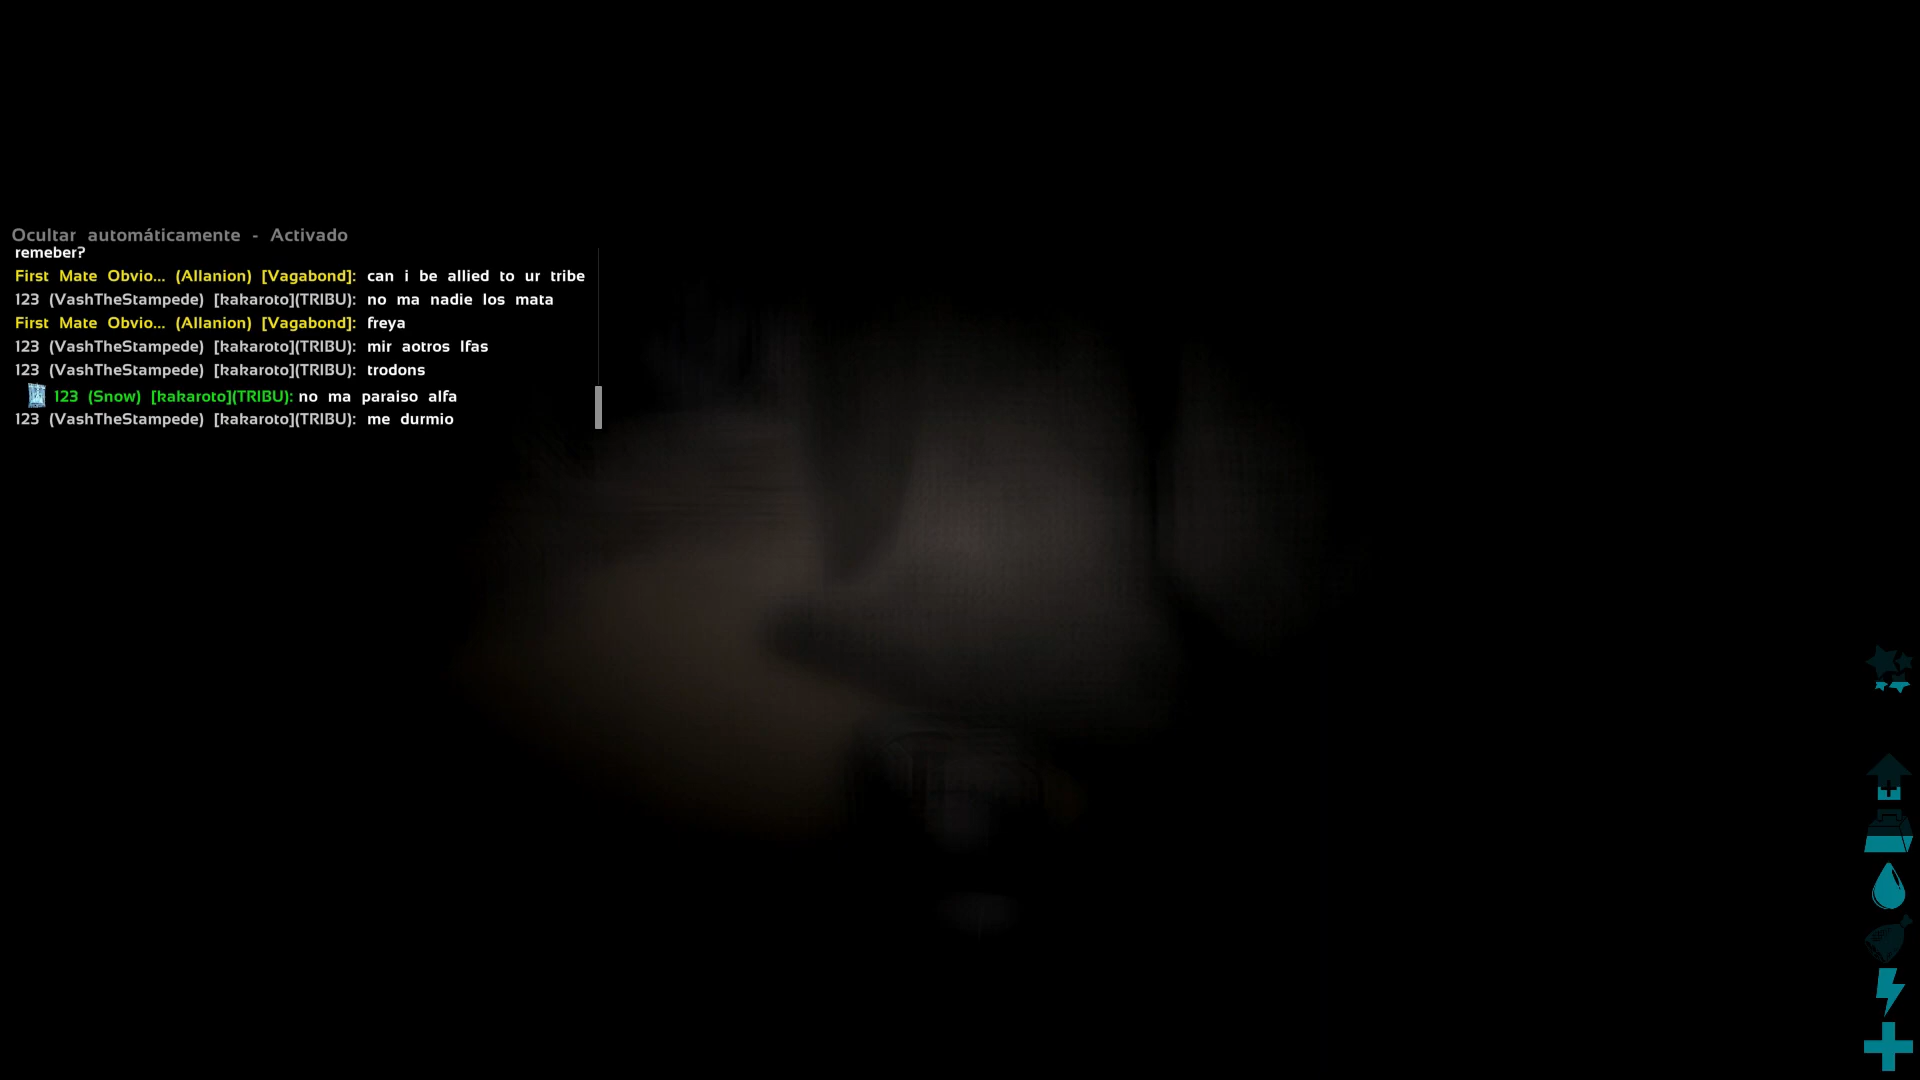 Ocultar automáticamente - Activado
remeber?
First Mate Obvio... (Allanion) [Vagabond]: can i be allied to ur tribe
123 (VashTheStampede) [kakaroto](TRIBU): no ma nadie los mata
First Mate Obvio... (Allanion) [Vagabond]: freya
123 (VashTheStampede) [kakaroto](TRIBU): mir aotros lfas
123 (VashTheStampede) [kakaroto](TRIBU): trodons
123 (Snow) [kakaroto](TRIBU): no ma paraiso alfa
123 (VashTheStampede) [kakaroto](TRIBU): me durmio